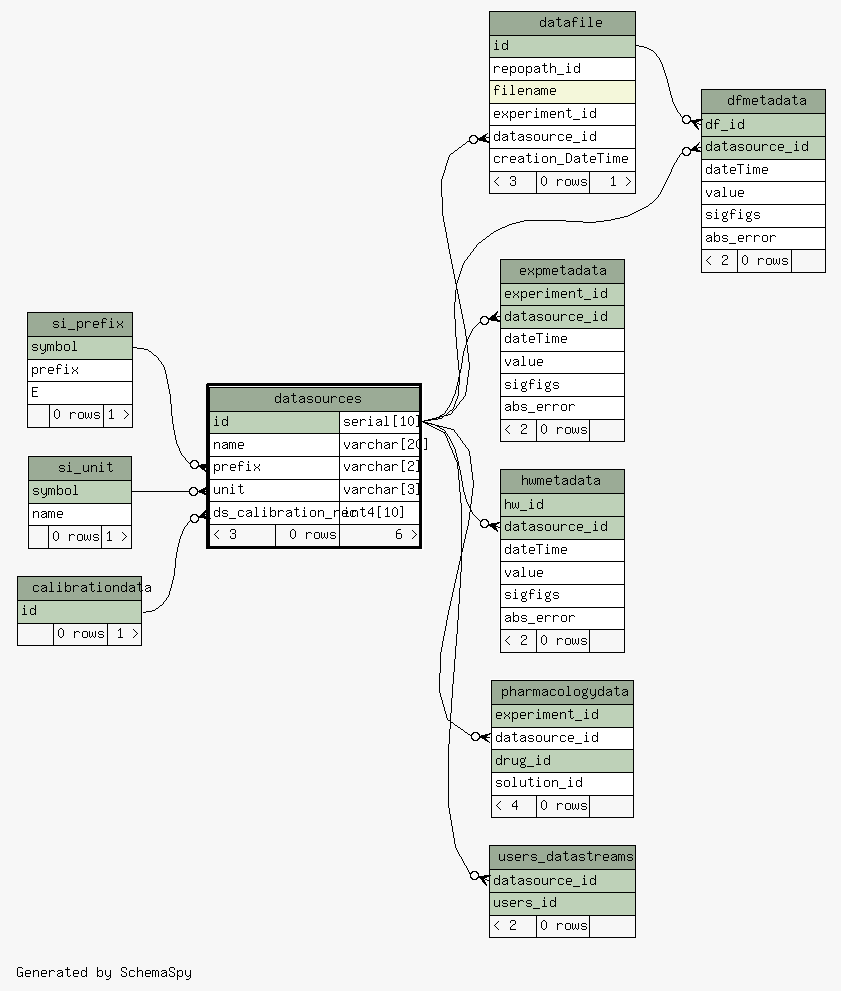 datafile
id
repopath_id
filename
experiment_id
datasource_id
creation_DateTime
< 3 0 rows 1 >
dfmetadata
df_id
datasource_id
dateTime
value
sigfigs
abs_error
< 2 0 rows
expmetadata
experiment_id
datasource_id
dateTime
value
sigfigs
abs_error
< 2 0 rows
si_prefix
symbol
prefix
E
0 rows 1 >
datasources
id serial[10]
name varchar[20]
prefix varchar[2]
unit varchar[3]
ds_calibration_rec int4[10]
< 3 0 rows 6 >
si_unit
symbol
name
0 rows 1 >
calibrationdata
id
0 rows 1 >
hwmetadata
hw_id
datasource_id
dateTime
value
sigfigs
abs_error
< 2 0 rows
pharmacologydata
experiment_id
datasource_id
drug_id
solution_id
< 4 0 rows
users_datastreams
datasource_id
users_id
< 2 0 rows
Generated by SchemaSpy